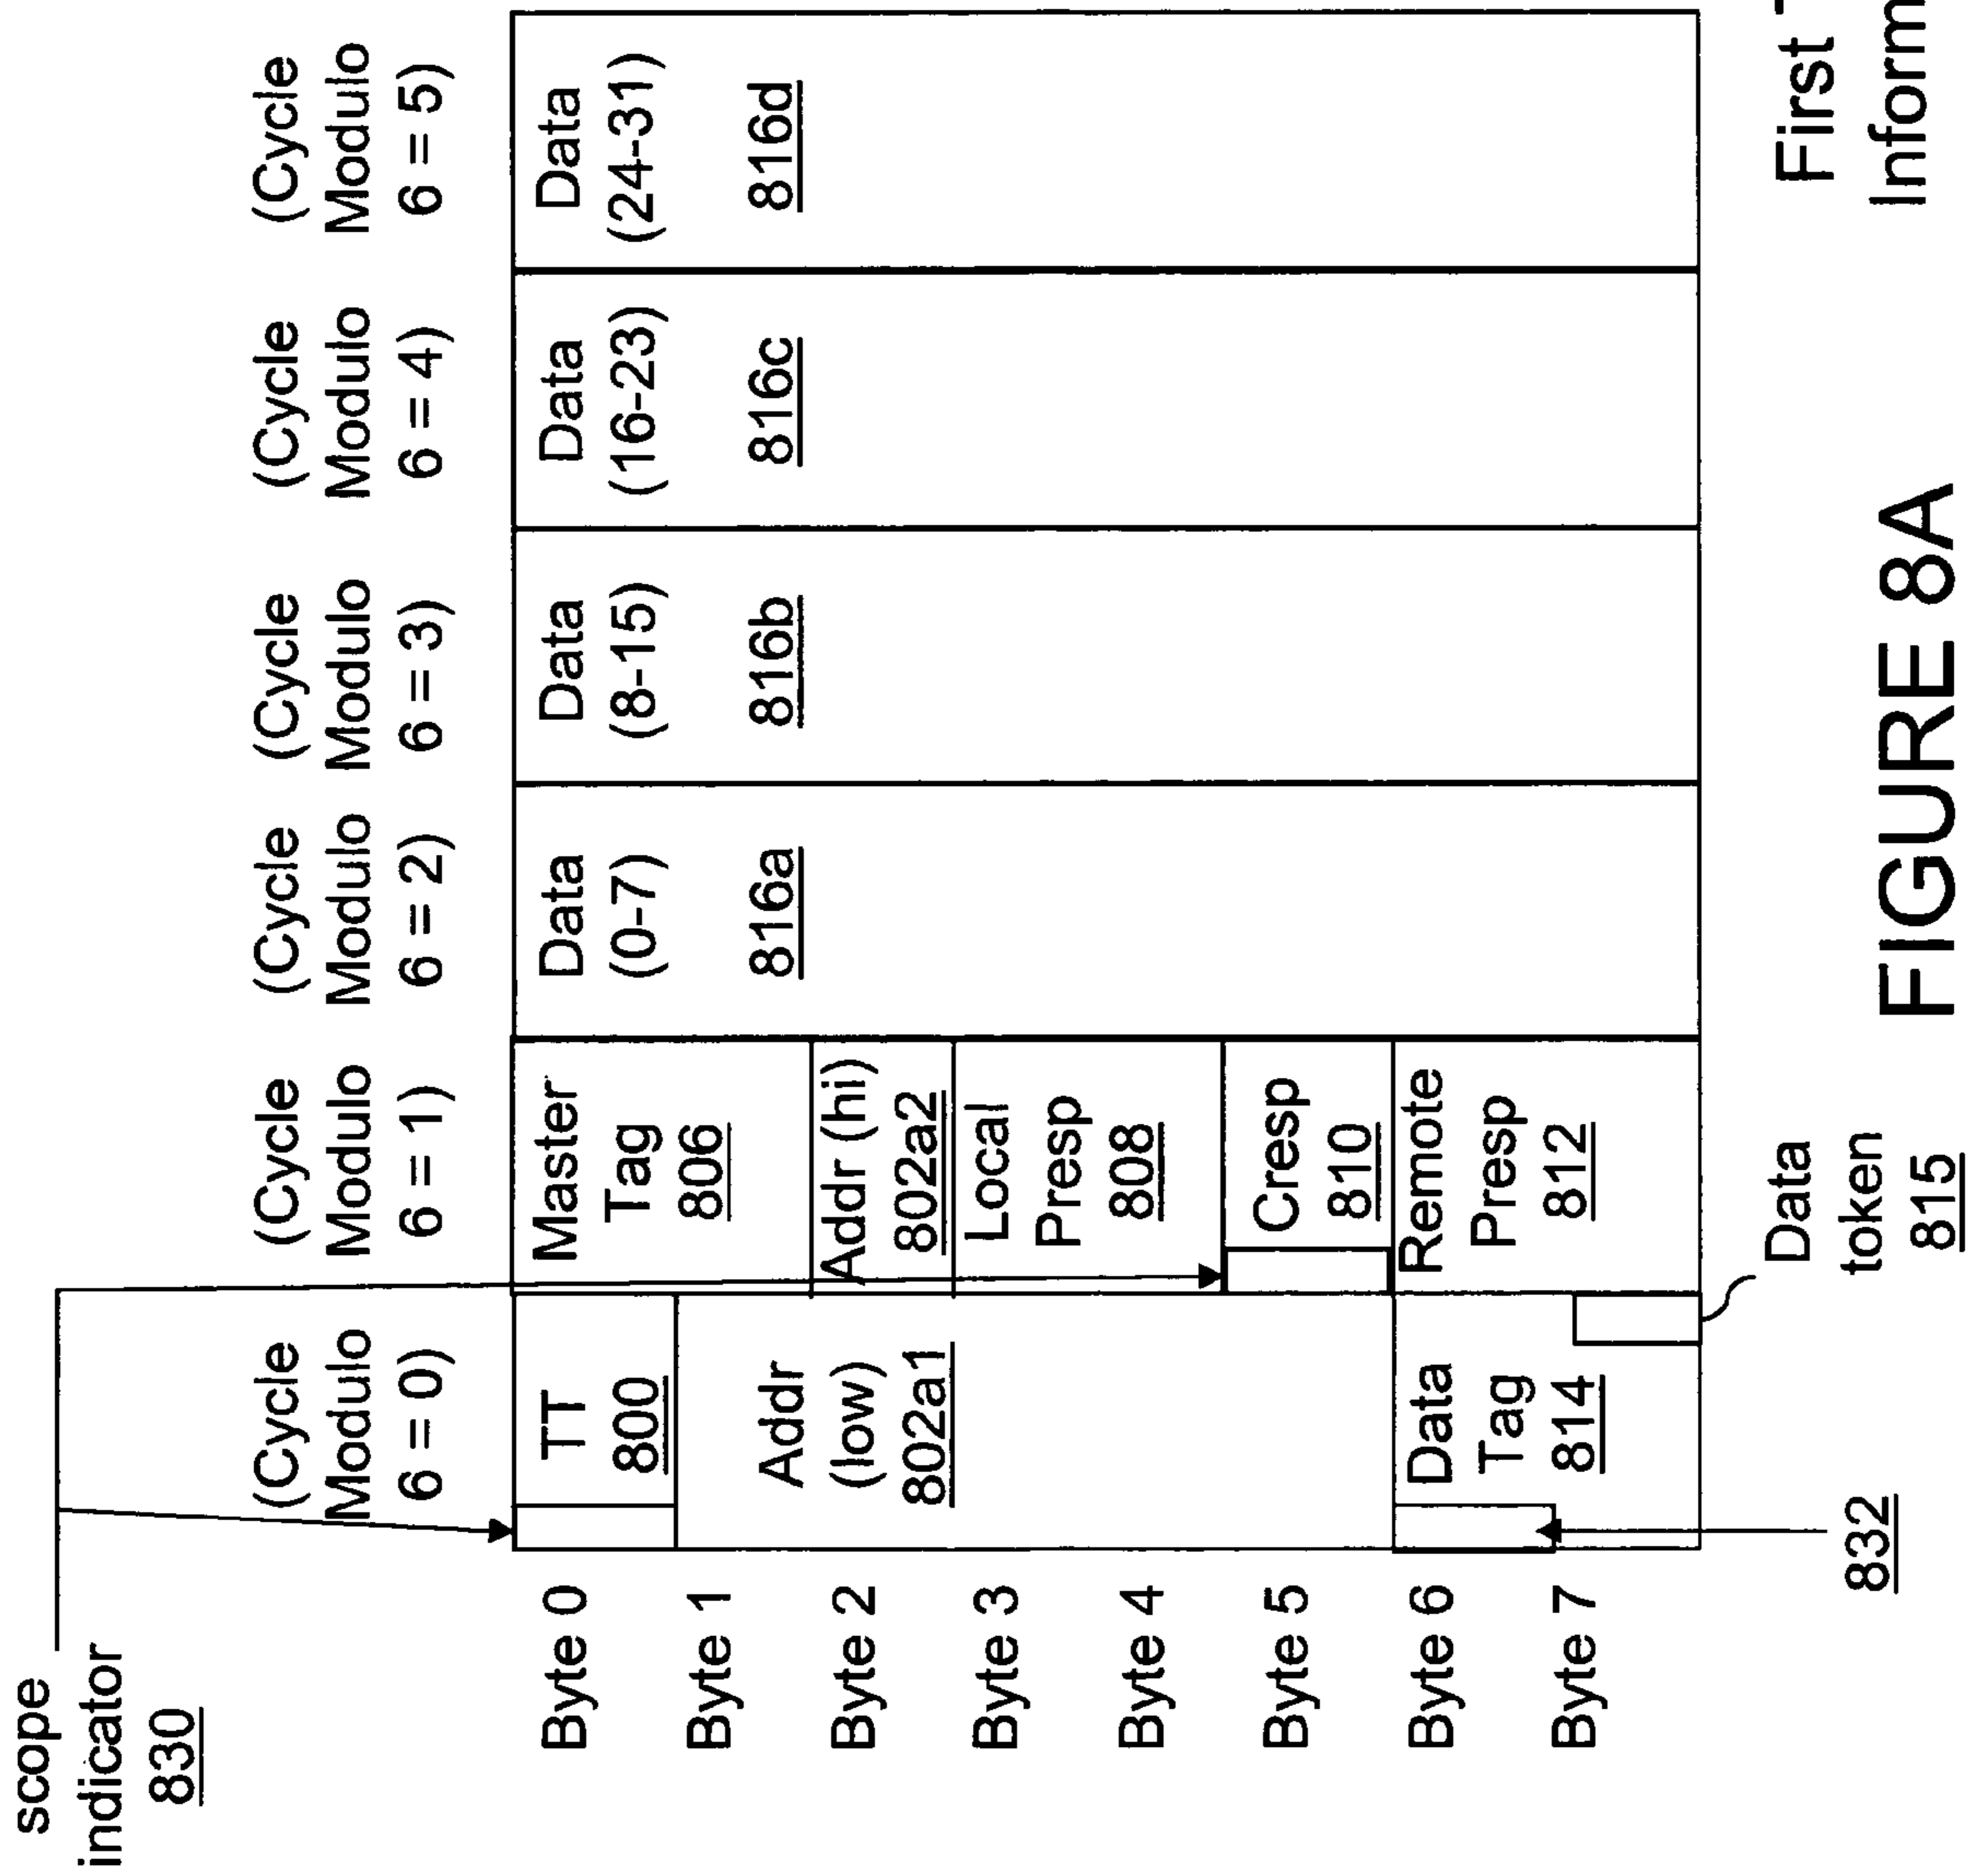 scope
indicator
830
(Cycle
Modulo
6 = 0)
(Cycle
Modulo
6 = 1)
(Cycle
Modulo
6 = 2)
(Cycle
Modulo
6 = 3)
(Cycle
Modulo
6 = 4)
(Cycle
Modulo
6 = 5)
Byte 0
Byte 1
Byte 2
Byte 3
Byte 4
Byte 5
Byte 6
Byte 7
TT
800
Addr
(low)
802a1
Data
Tag
814
Master
Tag
806
Addr (hi)
802a2
Local
Presp
808
Cresp
810
Remote
Presp
812
Data
(0-7)
816a
Data
(8-15)
816b
Data
(16-23)
816c
Data
(24-31)
816d
832
Data
token
815
FIGURE 8A
First